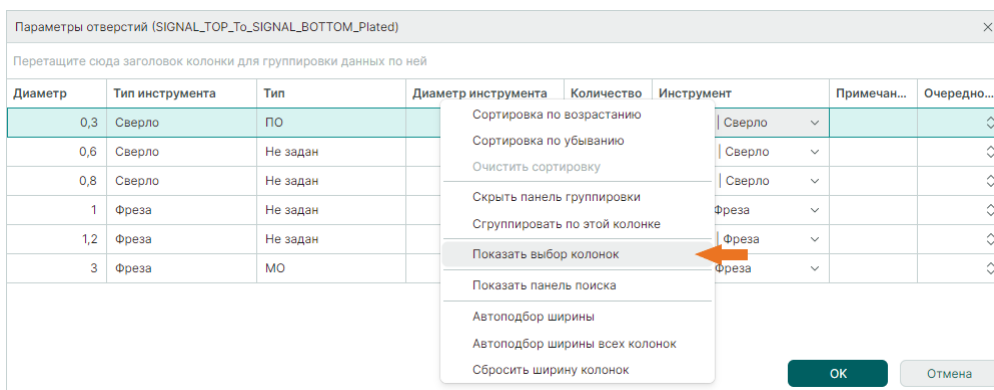 Параметры отверстий (SIGNAL_TOP_To_SIGNAL_BOTTOM_Plated)
Перетащите сюда заголовок колонки для группировки данных по ней
Диаметр Тип инструмента Тип Диаметр инструмента Количество Инструмент Примечан... Очередно...
0,3 Сверло ПО | Сверло
0,6 Сверло Не задан | Сверло
0,8 Сверло Не задан | Сверло
1 Фреза Не задан Фреза
1,2 Фреза Не задан | Фреза
3 Фреза МО Фреза
Сортировка по возрастанию
Сортировка по убыванию
Очистить сортировку
Скрыть панель группировки
Сгруппировать по этой колонке
Показать выбор колонок
Показать панель поиска
Автоподбор ширины
Автоподбор ширины всех колонок
Сбросить ширину колонок
ОК Отмена